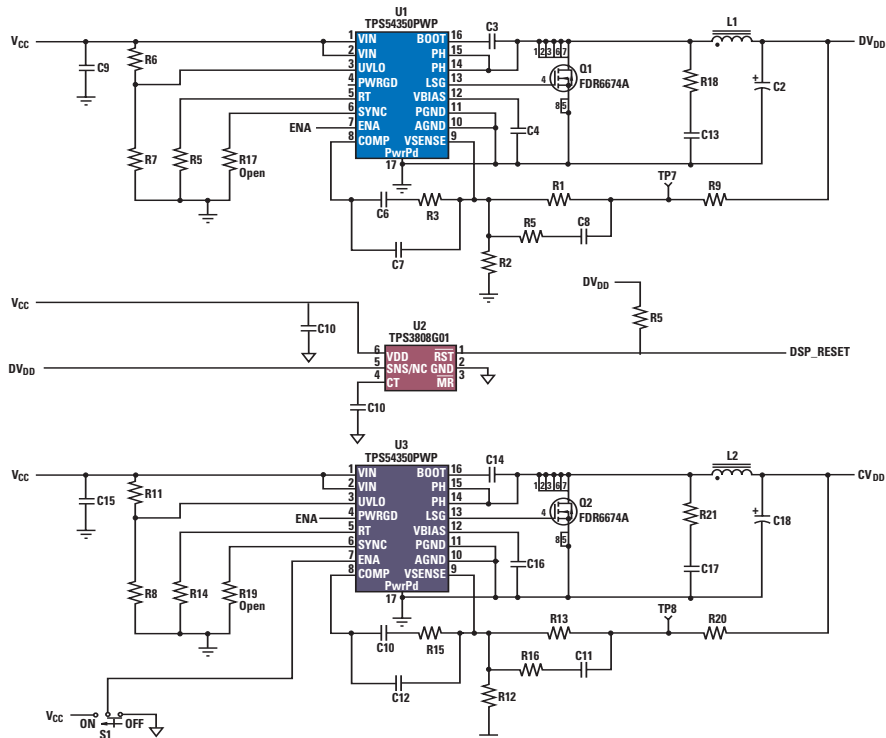 U1
TPS54350PWP
VCC
C9
R6
R7
R5
R17
Open
ENA
1 VIN BOOT 16
2 VIN PH 15
3 UVLO PH 14
4 PWRGD LSG 13
5 RT VBIAS 12
6 SYNC PGND 11
7 ENA AGND 10
8 COMP VSENSE 9
PwrPd
17
C3
1 2 3 6 7
Q1
FDR6674A
4
8 5
C4
L1
DVDD
R18
C13
+
C2
C6
R3
C7
R1
TP7
R9
R5
C8
R2
VCC
C10
U2
TPS3808G01
6 VDD RST 1
5 SNS/NC GND 2
4 CT MR 3
DVDD
C10
DVDD
R5
DSP_RESET
U3
TPS54350PWP
VCC
C15
R11
R8
R14
R19
Open
ENA
1 VIN BOOT 16
2 VIN PH 15
3 UVLO PH 14
4 PWRGD LSG 13
5 RT VBIAS 12
6 SYNC PGND 11
7 ENA AGND 10
8 COMP VSENSE 9
PwrPd
17
C14
1 2 3 6 7
Q2
FDR6674A
4
8 5
C16
L2
CVDD
R21
C17
+
C18
C10
R15
C12
R13
TP8
R20
R16
C11
R12
VCC
ON
OFF
S1